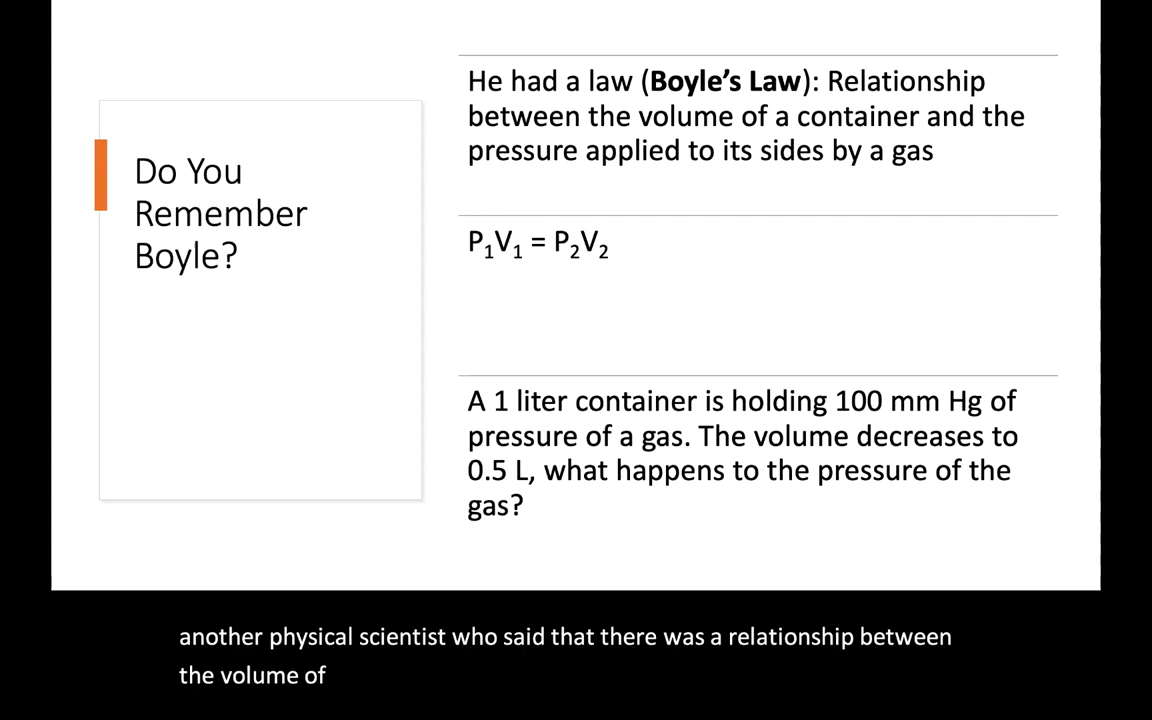 Do You
Remember
Boyle?
He had a law (Boyle’s Law): Relationship
between the volume of a container and the
pressure applied to its sides by a gas
P₁V₁ = P₂V₂
A 1 liter container is holding 100 mm Hg of
pressure of a gas. The volume decreases to
0.5 L, what happens to the pressure of the
gas?
another physical scientist who said that there was a relationship between
the volume of